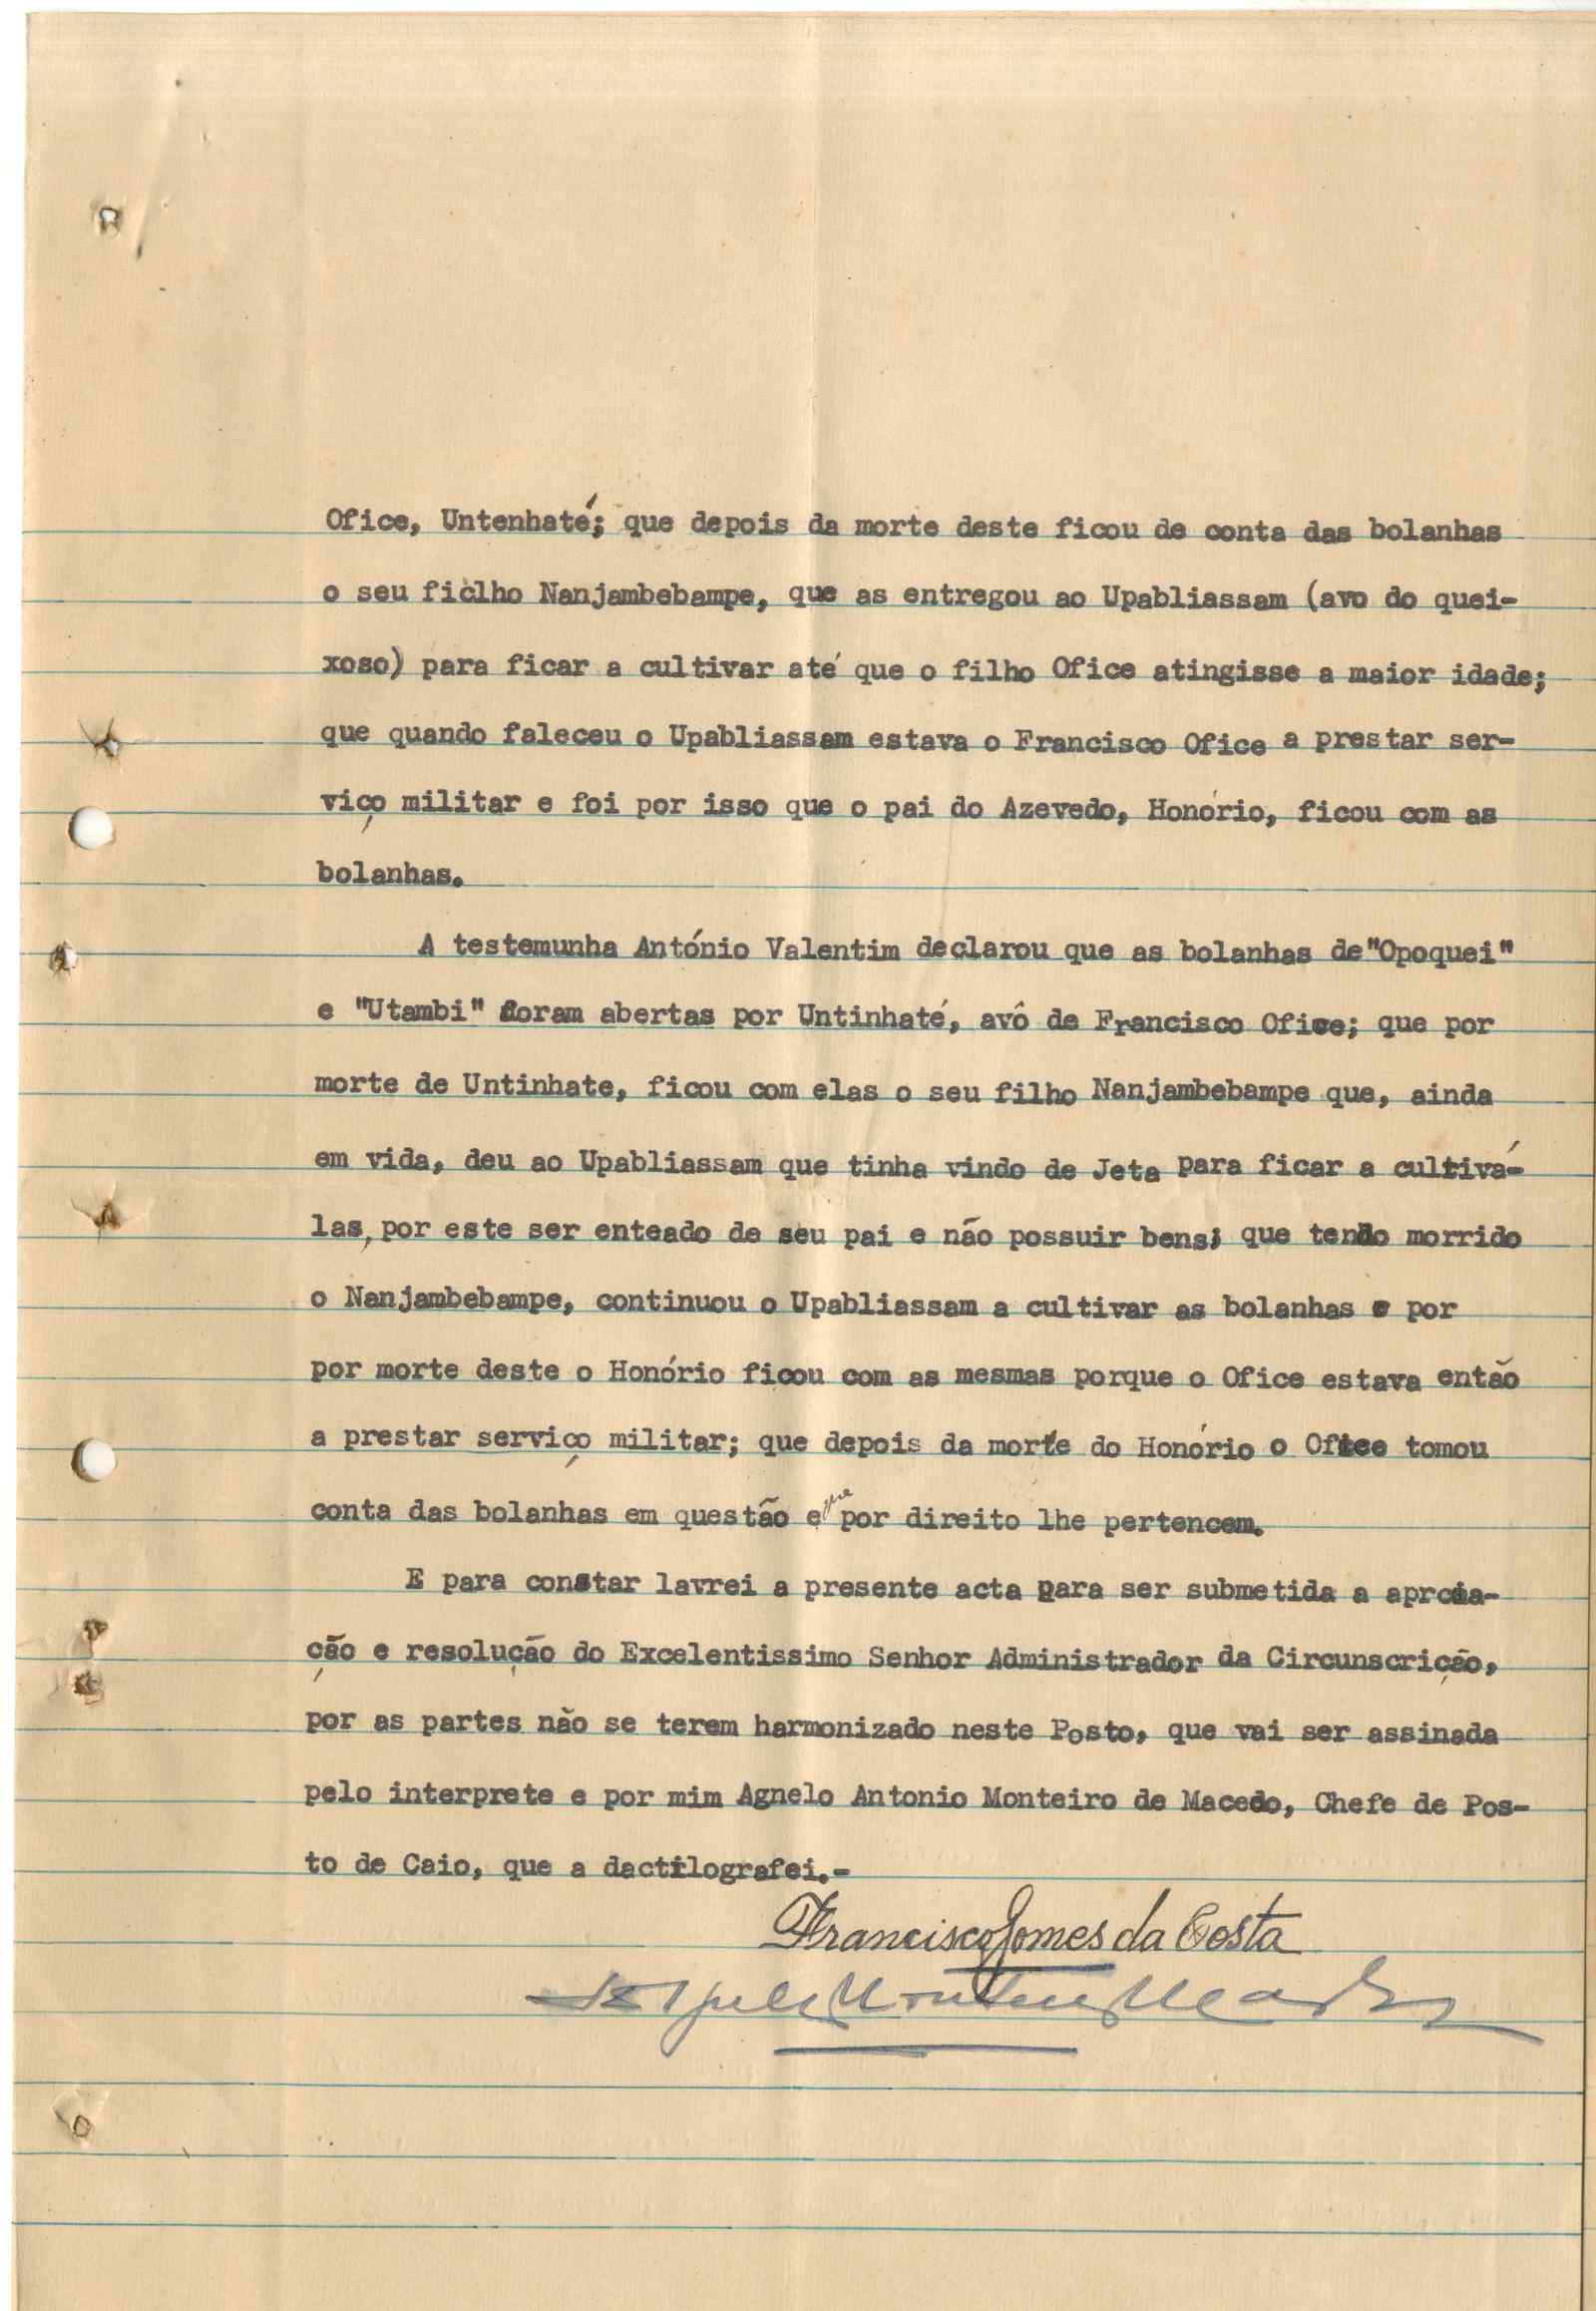 Ofice, Untenhaté; que depois da morte deste ficou de conta das bolanhas
o seu ficlho Nanjambebampe, que as entregou ao Upabliassam (avo do quei-
xoso) para ficar a cultivar até que o filho Ofice atingisse a maior idade;
que quando faleceu o Upabliassam estava o Francisco Ofice a prestar ser-
viço militar e foi por isso que o pai do Azevedo, Honório, ficou com as
bolanhas.
A testemunha António Valentim declarou que as bolanhas de "Opoquei"
e "Utambi" foram abertas por Untinhaté, avô de Francisco Ofice; que por
morte de Untinhate, ficou com elas o seu filho Nanjambebampe que, ainda
em vida, deu ao Upabliassam que tinha vindo de Jeta para ficar a cultivá-
las, por este ser enteado de seu pai e não possuir bens; que tendo morrido
o Nanjambebampe, continuou o Upabliassam a cultivar as bolanhas e por
por morte deste o Honório ficou com as mesmas porque o Ofice estava então
a prestar serviço militar; que depois da morte do Honório o Ofice tomou
conta das bolanhas em questão e que por direito lhe pertencem.
E para constar lavrei a presente acta para ser submetida a
ção e resolução do Excelentissimo Senhor Administrador da Circunscrição,
por as partes não se terem harmonizado neste Posto, que vai ser assinada
pelo interprete e por mim Agnelo Antonio Monteiro de Macedo, Chefe de Pos-
to de Caio, que a dactilografei.-
Francisco Gomes da Costa